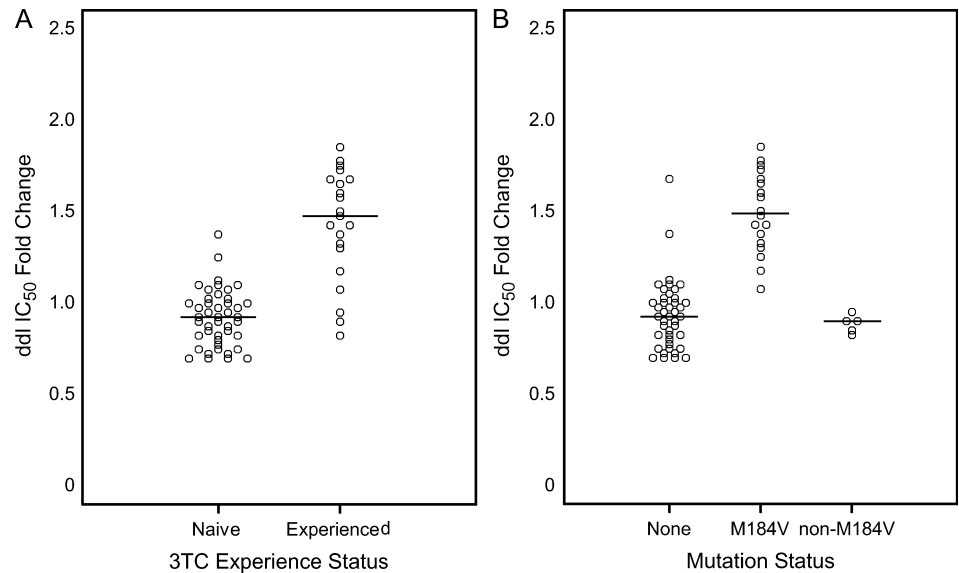 A
2.5
2.0
1.5
1.0
0.5
0
ddI IC50 Fold Change
Naive Experienced
3TC Experience Status
B
2.5
2.0
1.5
1.0
0.5
0
ddI IC50 Fold Change
None M184V non-M184V
Mutation Status